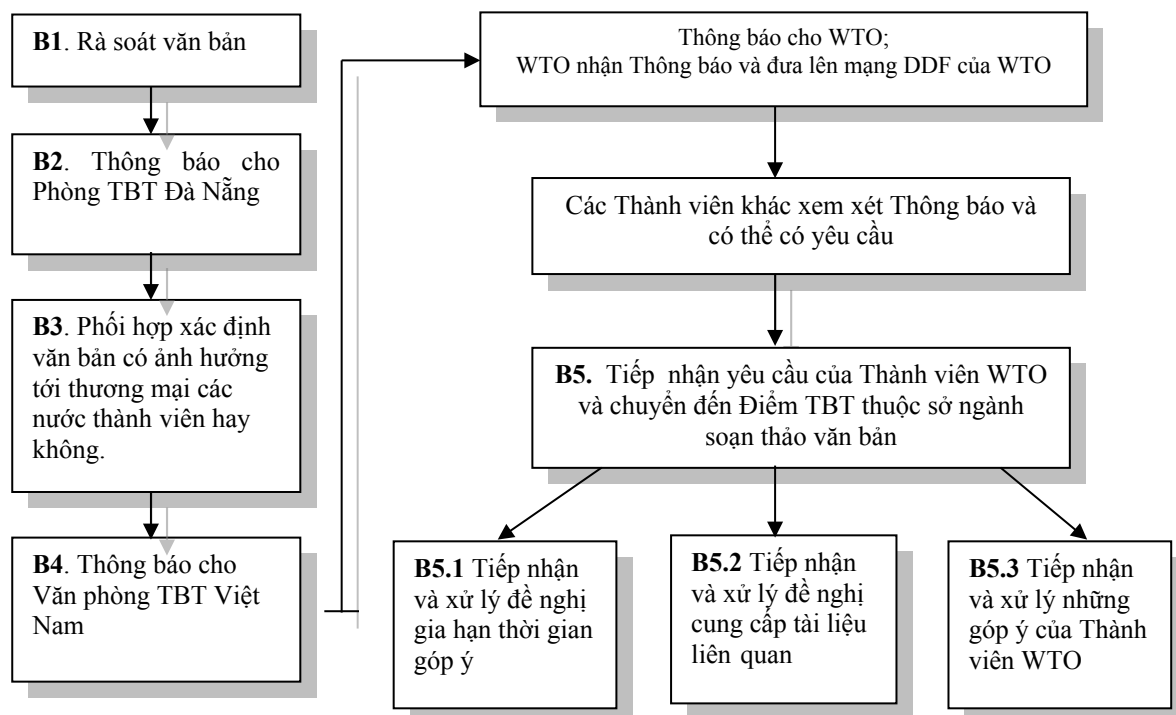 B1. Rà soát văn bản
B2. Thông báo cho
Phòng TBT Đà Nẵng
B3. Phối hợp xác định
văn bản có ảnh hưởng
tới thương mại các
nước thành viên hay
không.
B4. Thông báo cho
Văn phòng TBT Việt
Nam
Thông báo cho WTO;
WTO nhận Thông báo và đưa lên mạng DDF của WTO
Các Thành viên khác xem xét Thông báo và
có thể có yêu cầu
B5. Tiếp nhận yêu cầu của Thành viên WTO
và chuyển đến Điểm TBT thuộc sở ngành
soạn thảo văn bản
B5.1 Tiếp nhận
và xử lý đề nghị
gia hạn thời gian
góp ý
B5.2 Tiếp nhận
và xử lý đề nghị
cung cấp tài liệu
liên quan
B5.3 Tiếp nhận
và xử lý những
góp ý của Thành
viên WTO